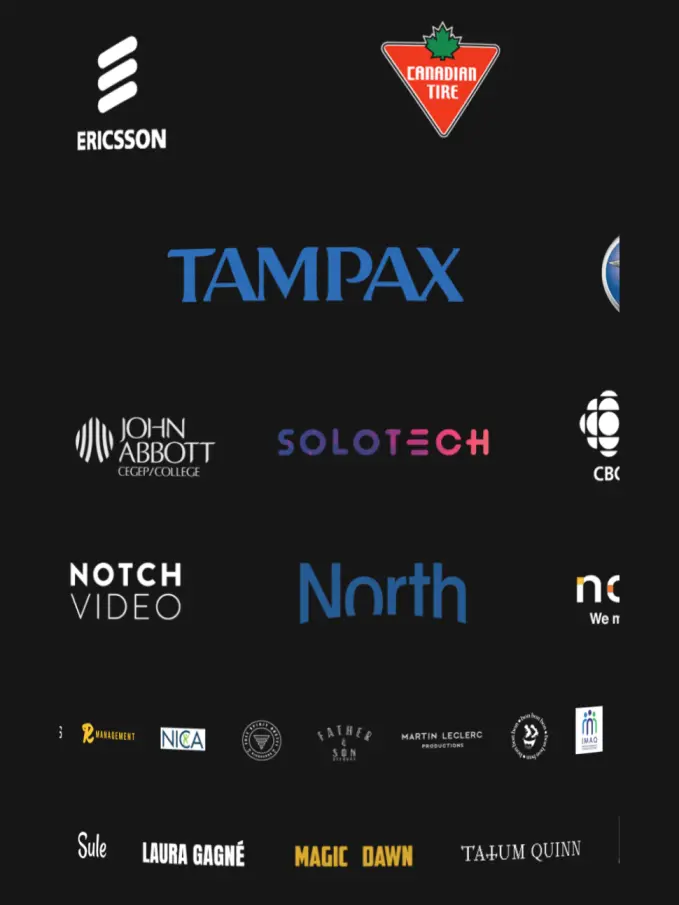 ERICSSON
CANADIAN
TIRE
TAMPAX
JOHN
ABBOTT
CEGEP/COLLEGE
SOLOTECH
CBC
NOTCH
VIDEO
North
We m
R MANAGEMENT
NICA
FATHER
&
SON
MARTIN LECLERC
PRODUCTIONS
IMAQ
Sule
LAURA GAGNÉ
MAGIC DAWN
TATUM QUINN